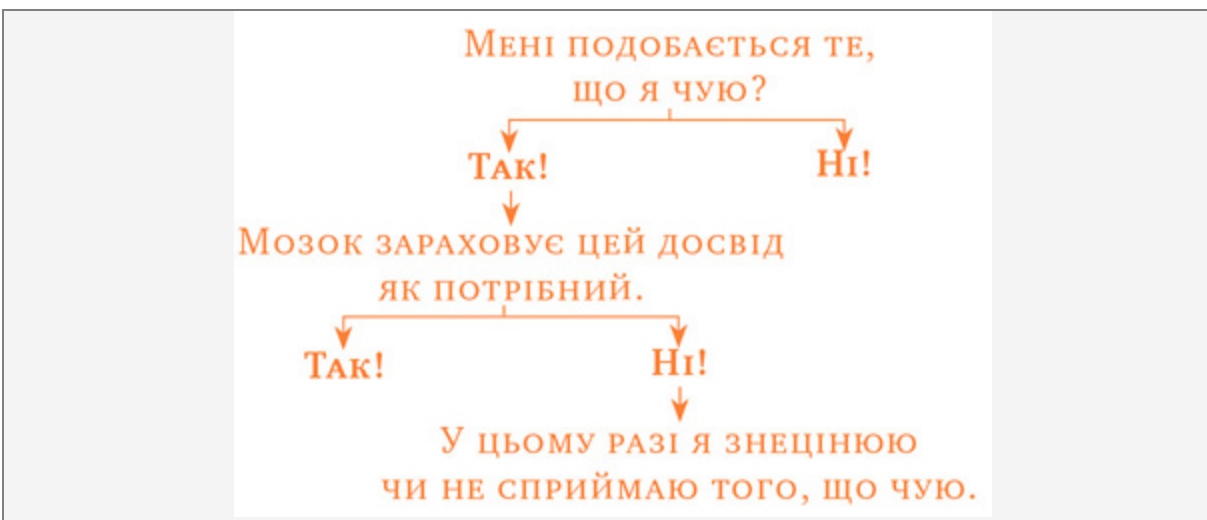 Мені подобається те,
що я чую?
Так! Ні!
Мозок зараховує цей досвід
як потрібний.
Так! Ні!
У цьому разі я знецінюю
чи не сприймаю того, що чую.